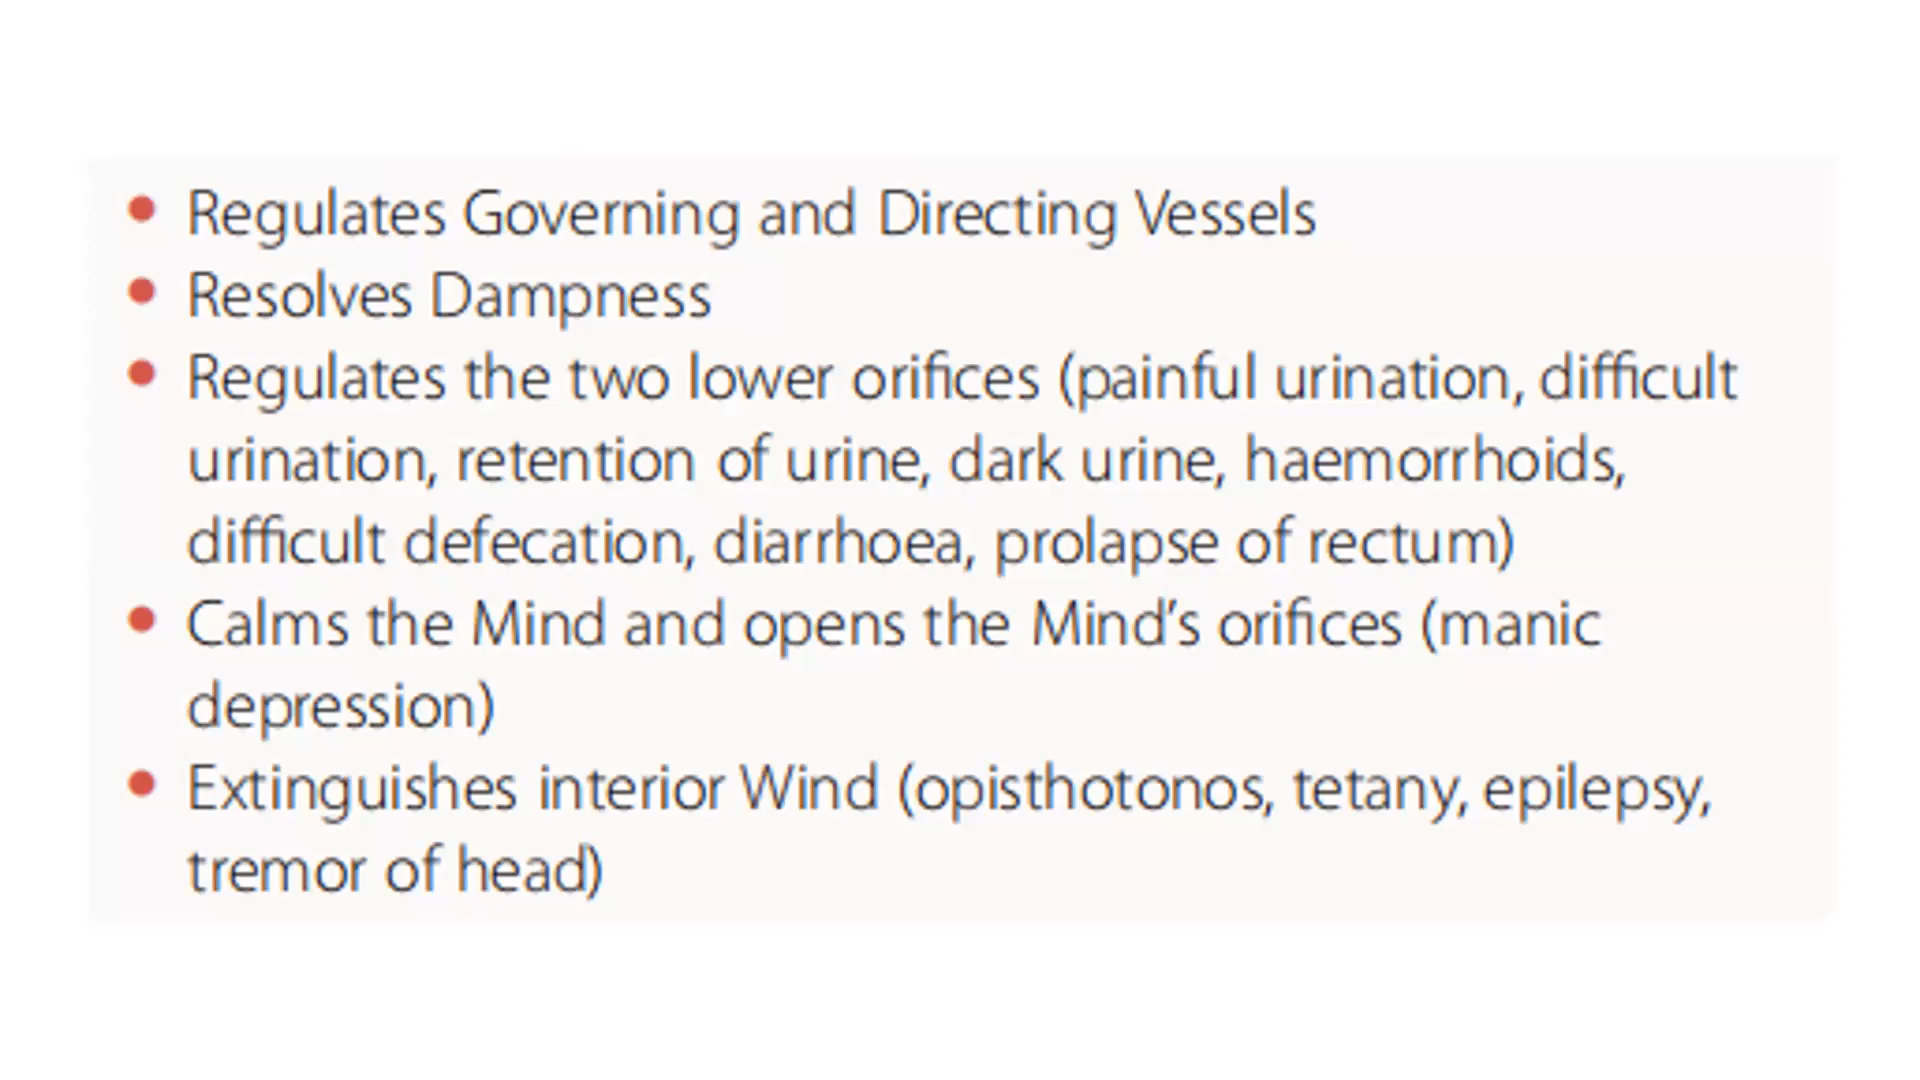 • Regulates Governing and Directing Vessels
• Resolves Dampness
• Regulates the two lower orifices (painful urination, difficult
urination, retention of urine, dark urine, haemorrhoids,
difficult defecation, diarrhoea, prolapse of rectum)
• Calms the Mind and opens the Mind’s orifices (manic
depression)
• Extinguishes interior Wind (opisthotonos, tetany, epilepsy,
tremor of head)